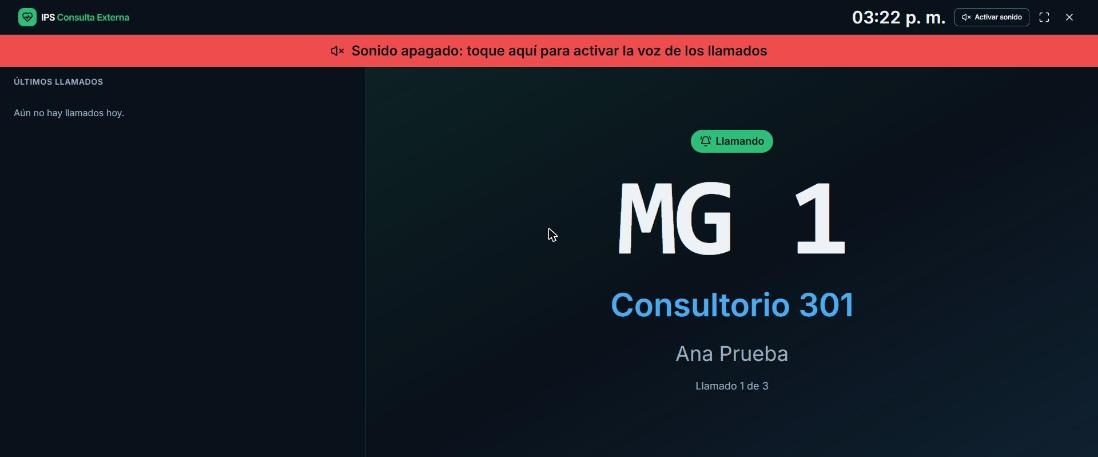 IPS Consulta Externa
03:22 p. m.
Activar sonido
Sonido apagado: toque aquí para activar la voz de los llamados
ÚLTIMOS LLAMADOS
Aún no hay llamados hoy.
Llamando
MG 1
Consultorio 301
Ana Prueba
Llamado 1 de 3